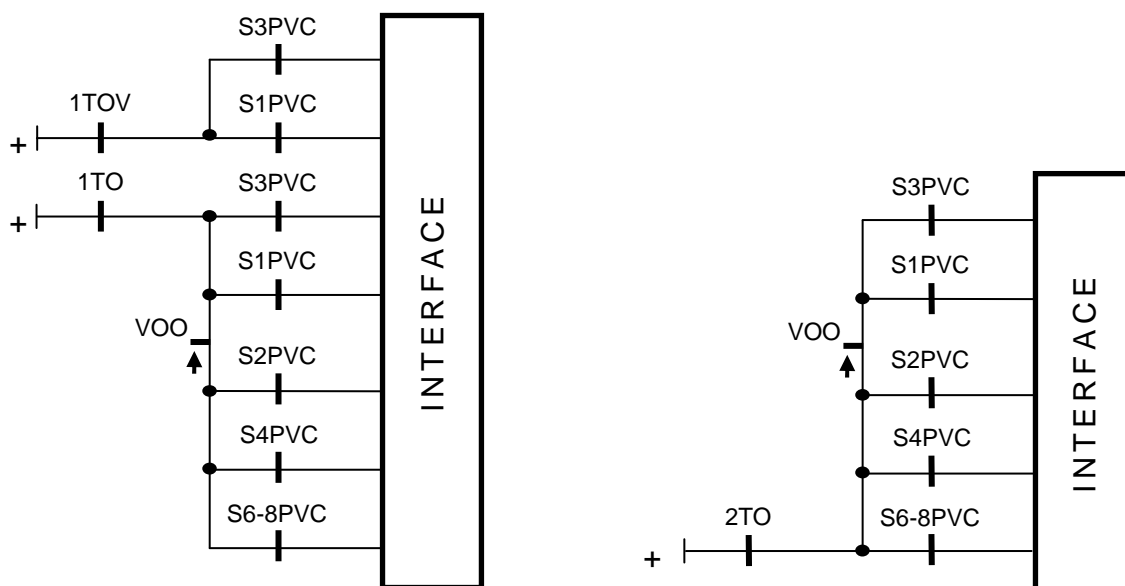 S3PVC
1TOV
S1PVC
+
1TO
S3PVC
+
S1PVC
VOO
S2PVC
S4PVC
S6-8PVC
INTERFACE
S3PVC
S1PVC
VOO
S2PVC
S4PVC
2TO
S6-8PVC
+
INTERFACE